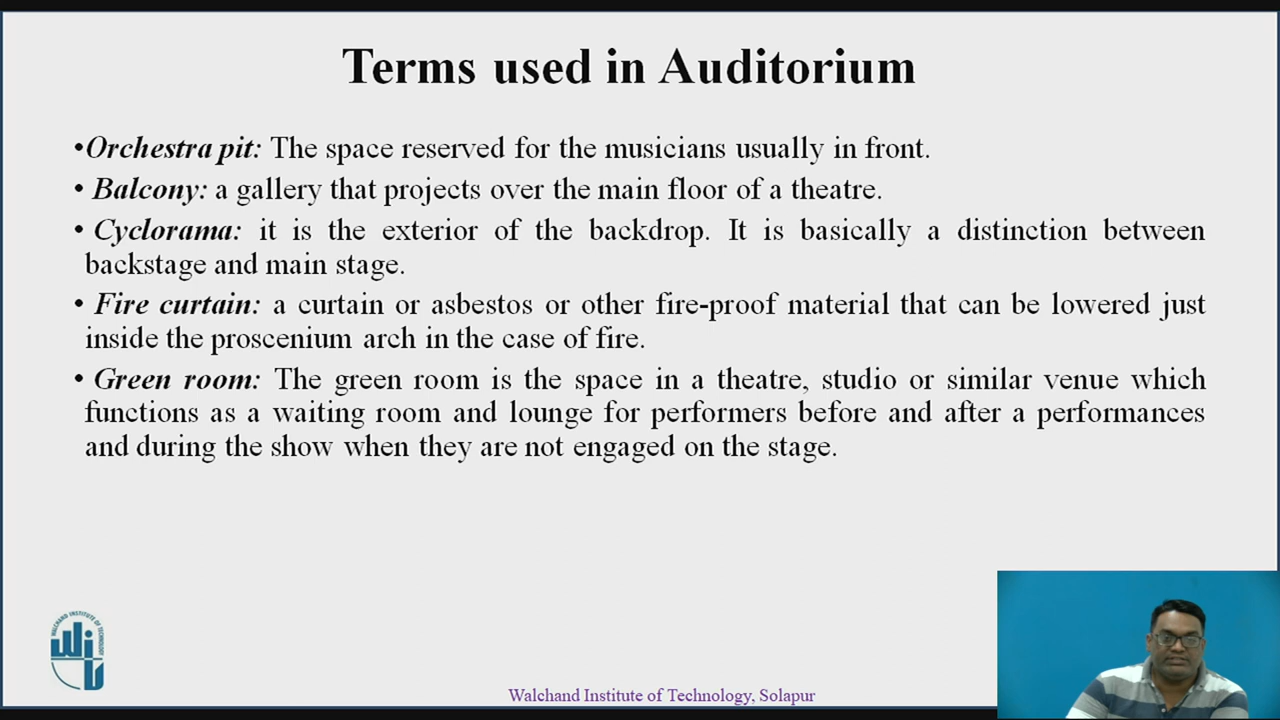 Terms used in Auditorium
•Orchestra pit: The space reserved for the musicians usually in front.
• Balcony: a gallery that projects over the main floor of a theatre.
• Cyclorama: it is the exterior of the backdrop. It is basically a distinction between
backstage and main stage.
• Fire curtain: a curtain or asbestos or other fire-proof material that can be lowered just
inside the proscenium arch in the case of fire.
• Green room: The green room is the space in a theatre, studio or similar venue which
functions as a waiting room and lounge for performers before and after a performances
and during the show when they are not engaged on the stage.
WALCHAND INSTITUTE OF TECHNOLOGY
WIT
Walchand Institute of Technology, Solapur